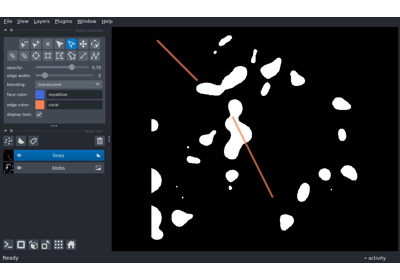 File View Layers Plugins Window Help
opacity: 0.70
edge width: 5
blending: translucent
face color: royalblue
edge color: coral
display text: ✓
lines
blobs
Ready
activity